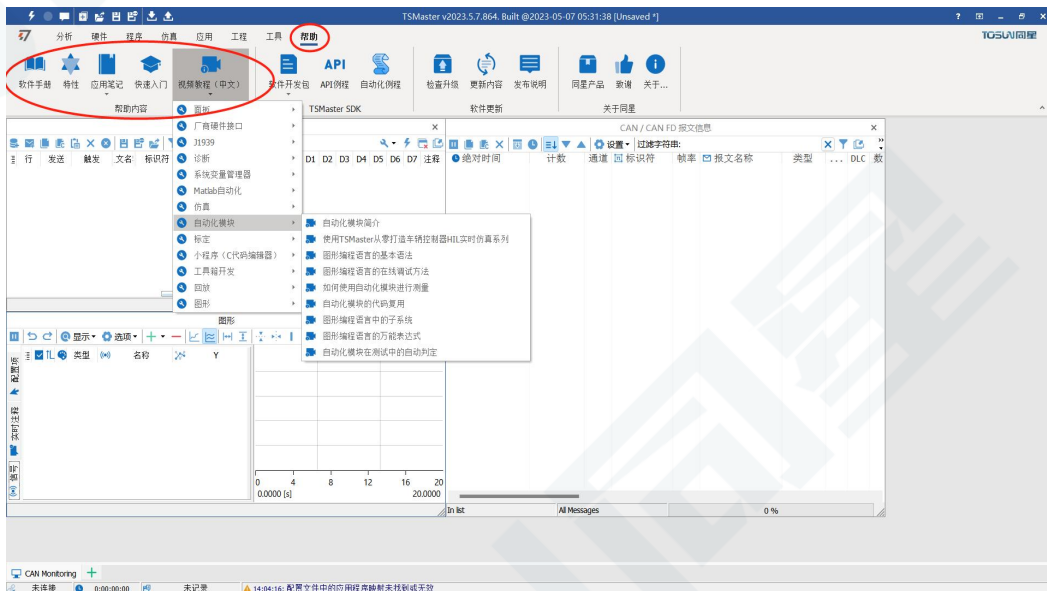 TSMaster v2023.5.7.864. Built @2023-05-07 05:31:38 [Unsaved *]
分析 硬件 程序 仿真 应用 工程 工具 帮助
TOSUN同星
软件手册 特性 应用笔记 快速入门 视频教程（中文） 软件开发包 API例程 自动化例程 检查升级 更新内容 发布说明 同星产品 致谢 关于...
API
帮助内容 TSMaster SDK 软件更新 关于同星
面板
厂商硬件接口
J1939
诊断
系统变量管理器
Matlab自动化
仿真
自动化模块
标定
小程序（C代码编辑器）
工具箱开发
回放
图形
自动化模块简介
使用TSMaster从零打造车辆控制器HIL实时仿真系列
图形编程语言的基本语法
图形编程语言的在线调试方法
如何使用自动化模块进行测量
自动化模块的代码复用
图形编程语言中的子系统
图形编程语言的万能表达式
自动化模块在测试中的自动判定
行 发送 触发 文名 标识符
D1 D2 D3 D4 D5 D6 D7 注释
CAN / CAN FD 报文信息
设置 过滤字符串:
绝对时间 计数 通道 标识符 帧率 报文名称 类型 ... DLC 数
图形
显示 选项
类型 名称 Y
配置项
实时注释
信号
0 4 8 12 16 20
0.0000 [s] 20.0000
In list All Messages 0 %
CAN Monitoring
未连接 0:00:00:00 未记录 14:04:16: 配置文件中的应用程序映射未找到或无效
同星